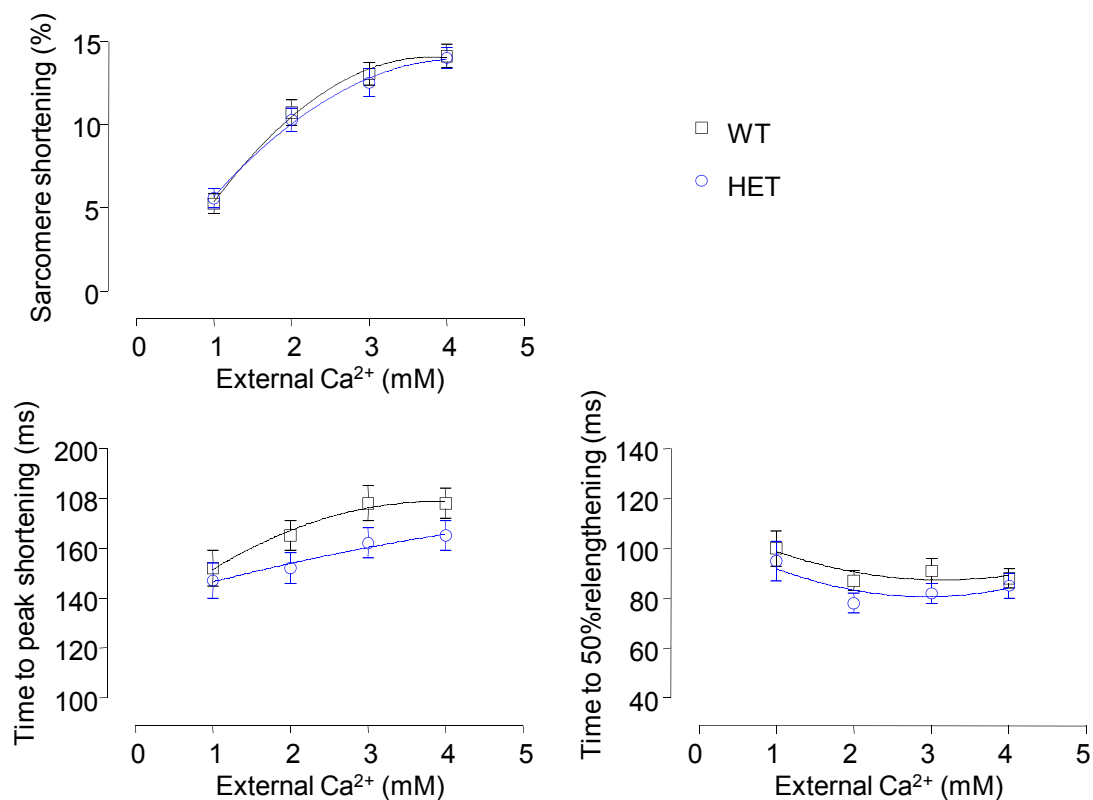 Sarcomere shortening (%)
15
10
5
0
0 1 2 3 4 5
External Ca²⁺ (mM)
WT
HET
Time to peak shortening (ms)
200
108
160
140
120
100
0 1 2 3 4 5
External Ca²⁺ (mM)
Time to 50%relengthening (ms)
140
120
100
80
60
40
0 1 2 3 4 5
External Ca²⁺ (mM)